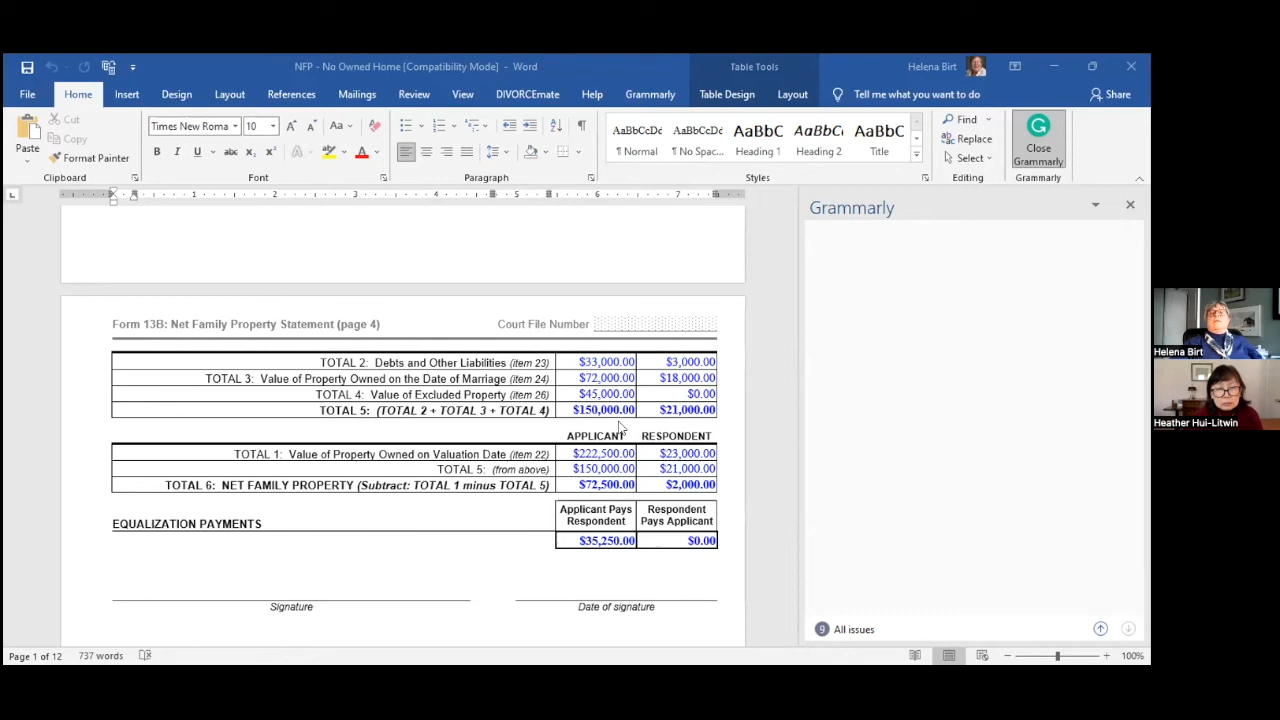 NFP - No Owned Home [Compatibility Mode] - Word
Table Tools
Helena Birt
File Home Insert Design Layout References Mailings Review View DIVORCEmate Help Grammarly Table Design Layout Tell me what you want to do Share
Paste
Cut
Copy
Format Painter
Clipboard
Times New Roma 10
Font
Paragraph
AaBbCcDd AaBbCcDd AaBbC AaBbC AaBbC
¶ Normal ¶ No Spac... Heading 1 Heading 2 Title
Styles
Find
Replace
Select
Editing
Close
Grammarly
Grammarly
1 2 3 4 5 6 7
Grammarly
Form 13B: Net Family Property Statement (page 4) Court File Number
TOTAL 2: Debts and Other Liabilities (item 23) $33,000.00 $3,000.00
TOTAL 3: Value of Property Owned on the Date of Marriage (item 24) $72,000.00 $18,000.00
TOTAL 4: Value of Excluded Property (item 26) $45,000.00 $0.00
TOTAL 5: (TOTAL 2 + TOTAL 3 + TOTAL 4) $150,000.00 $21,000.00
APPLICANT RESPONDENT
TOTAL 1: Value of Property Owned on Valuation Date (item 22) $222,500.00 $23,000.00
TOTAL 5: (from above) $150,000.00 $21,000.00
TOTAL 6: NET FAMILY PROPERTY (Subtract: TOTAL 1 minus TOTAL 5) $72,500.00 $2,000.00
Applicant Pays Respondent
Respondent Pays Applicant
EQUALIZATION PAYMENTS
$35,250.00 $0.00
Signature Date of signature
9 All issues
Page 1 of 12 737 words 100%
Helena Birt
Heather Hui-Litwin